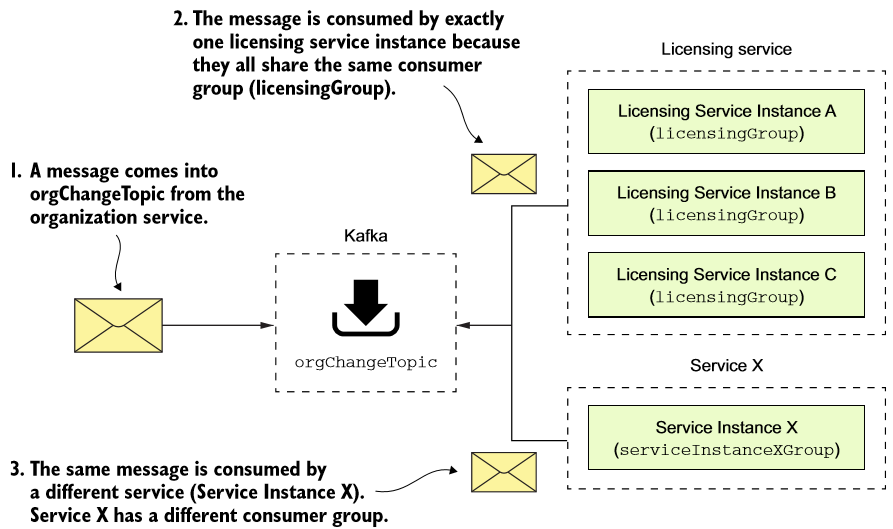 2. The message is consumed by exactly
one licensing service instance because
they all share the same consumer
group (licensingGroup).
Licensing service
Licensing Service Instance A
(licensingGroup)
1. A message comes into
orgChangeTopic from the
organization service.
Licensing Service Instance B
(licensingGroup)
Kafka
Licensing Service Instance C
(licensingGroup)
orgChangeTopic
Service X
Service Instance X
(serviceInstanceXGroup)
3. The same message is consumed by
a different service (Service Instance X).
Service X has a different consumer group.